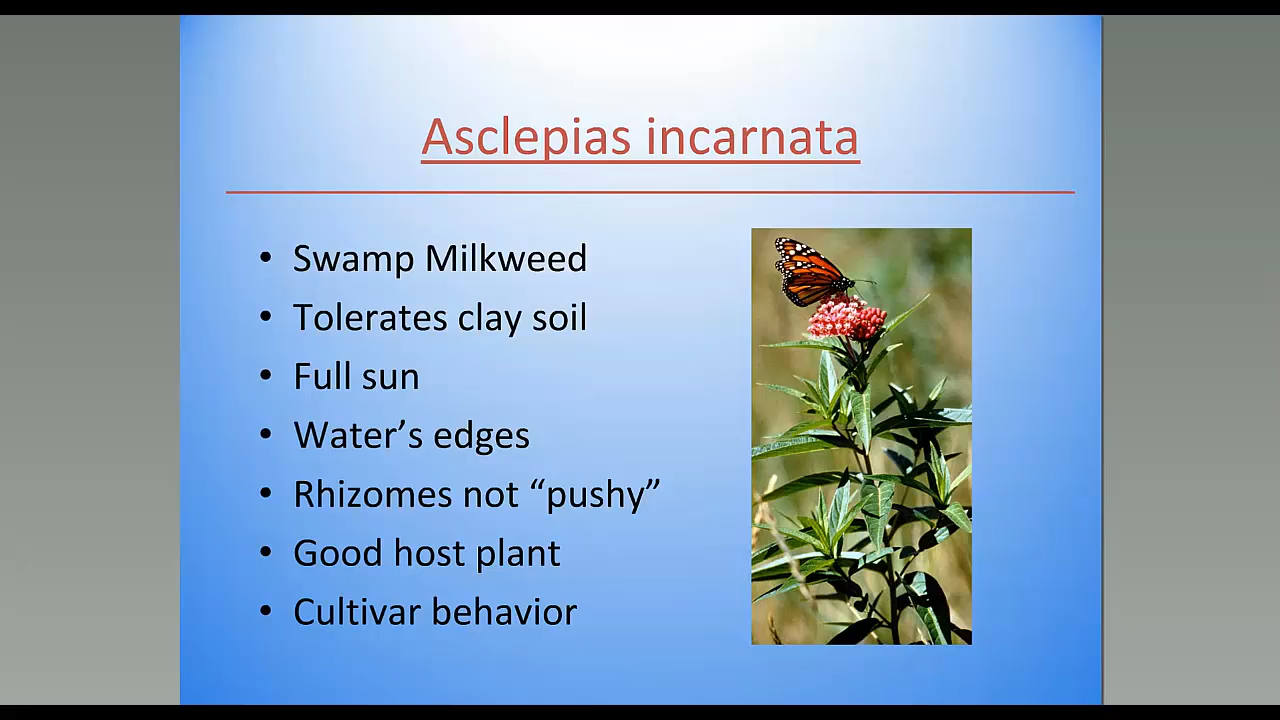 Asclepias incarnata
• Swamp Milkweed
• Tolerates clay soil
• Full sun
• Water’s edges
• Rhizomes not “pushy”
• Good host plant
• Cultivar behavior